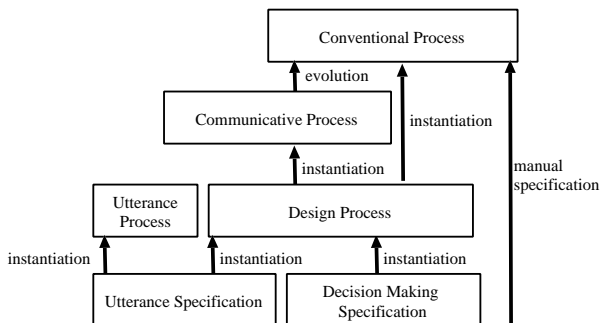 Conventional Process
evolution
Communicative Process
instantiation
manual
specification
instantiation
Utterance
Process
Design Process
instantiation
instantiation
instantiation
Utterance Specification
Decision Making
Specification